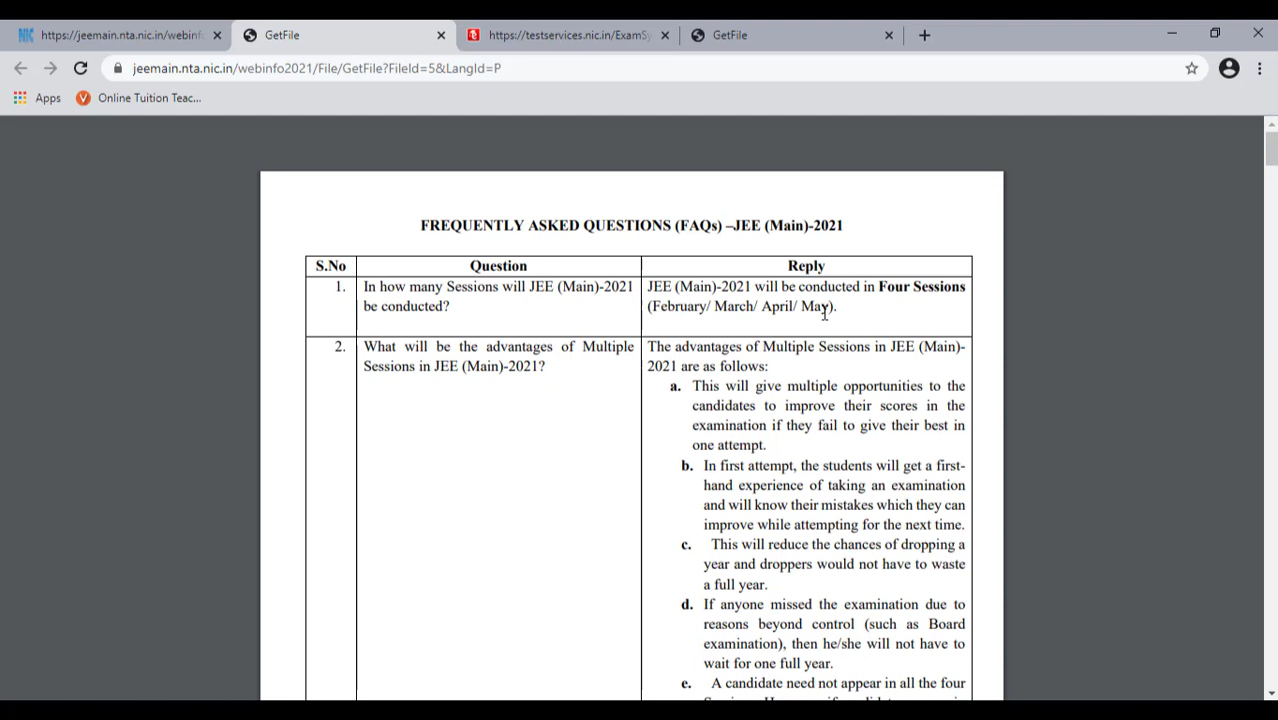 https://jeemain.nta.nic.in/webinfo
GetFile
https://testservices.nic.in/ExamSy
GetFile
jeemain.nta.nic.in/webinfo2021/File/GetFile?FileId=5&LangId=P
Apps
Online Tuition Teac...
FREQUENTLY ASKED QUESTIONS (FAQs) –JEE (Main)-2021
S.No Question Reply
1. In how many Sessions will JEE (Main)-2021
be conducted?
JEE (Main)-2021 will be conducted in Four Sessions
(February/ March/ April/ May).
2. What will be the advantages of Multiple
Sessions in JEE (Main)-2021?
The advantages of Multiple Sessions in JEE (Main)-
2021 are as follows:
a. This will give multiple opportunities to the
candidates to improve their scores in the
examination if they fail to give their best in
one attempt.
b. In first attempt, the students will get a first-
hand experience of taking an examination
and will know their mistakes which they can
improve while attempting for the next time.
c. This will reduce the chances of dropping a
year and droppers would not have to waste
a full year.
d. If anyone missed the examination due to
reasons beyond control (such as Board
examination), then he/she will not have to
wait for one full year.
e. A candidate need not appear in all the four